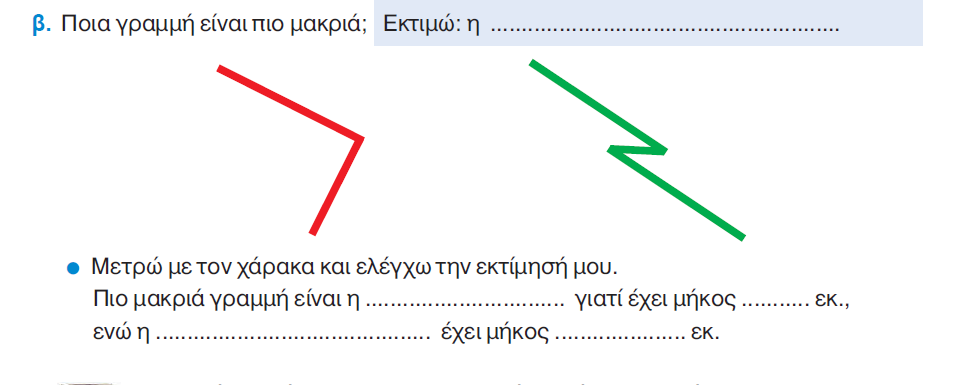 β. Ποια γραμμή είναι πιο μακριά; Εκτιμώ: η ........................................................
Μετρώ με τον χάρακα και ελέγχω την εκτίμησή μου.
Πιο μακριά γραμμή είναι η ................................ γιατί έχει μήκος ........... εκ.,
ενώ η ............................................ έχει μήκος ..................... εκ.